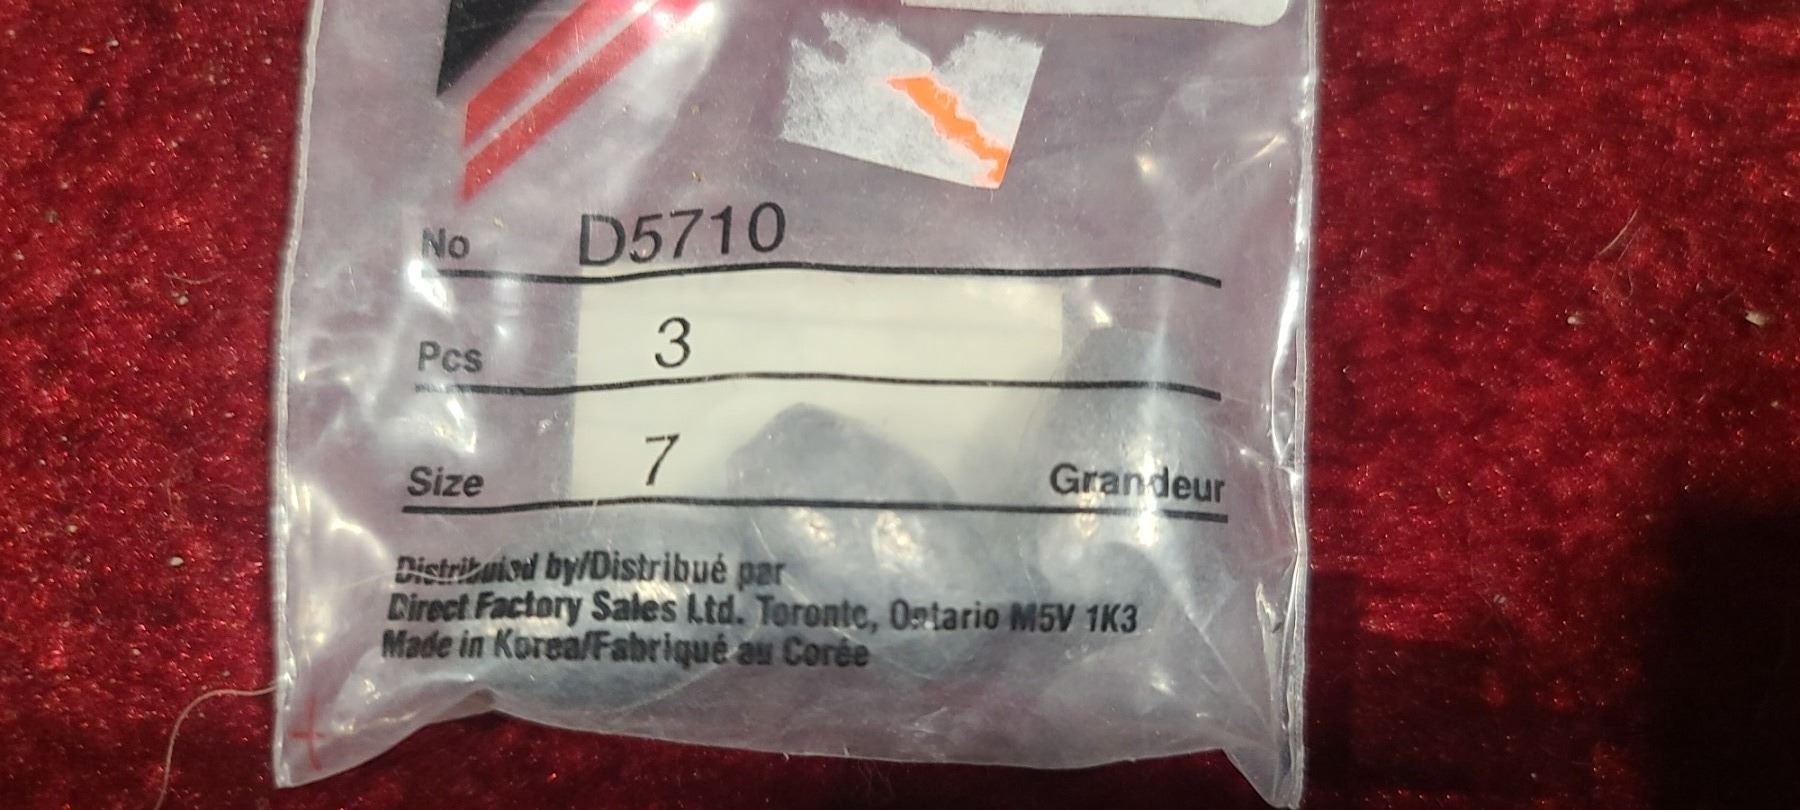 No D5710
Pcs 3
Size 7 Grandeur
Distributed by/Distribué par
Direct Factory Sales Ltd. Toronto, Ontario M5V 1K3
Made in Korea/Fabriqué au Corée